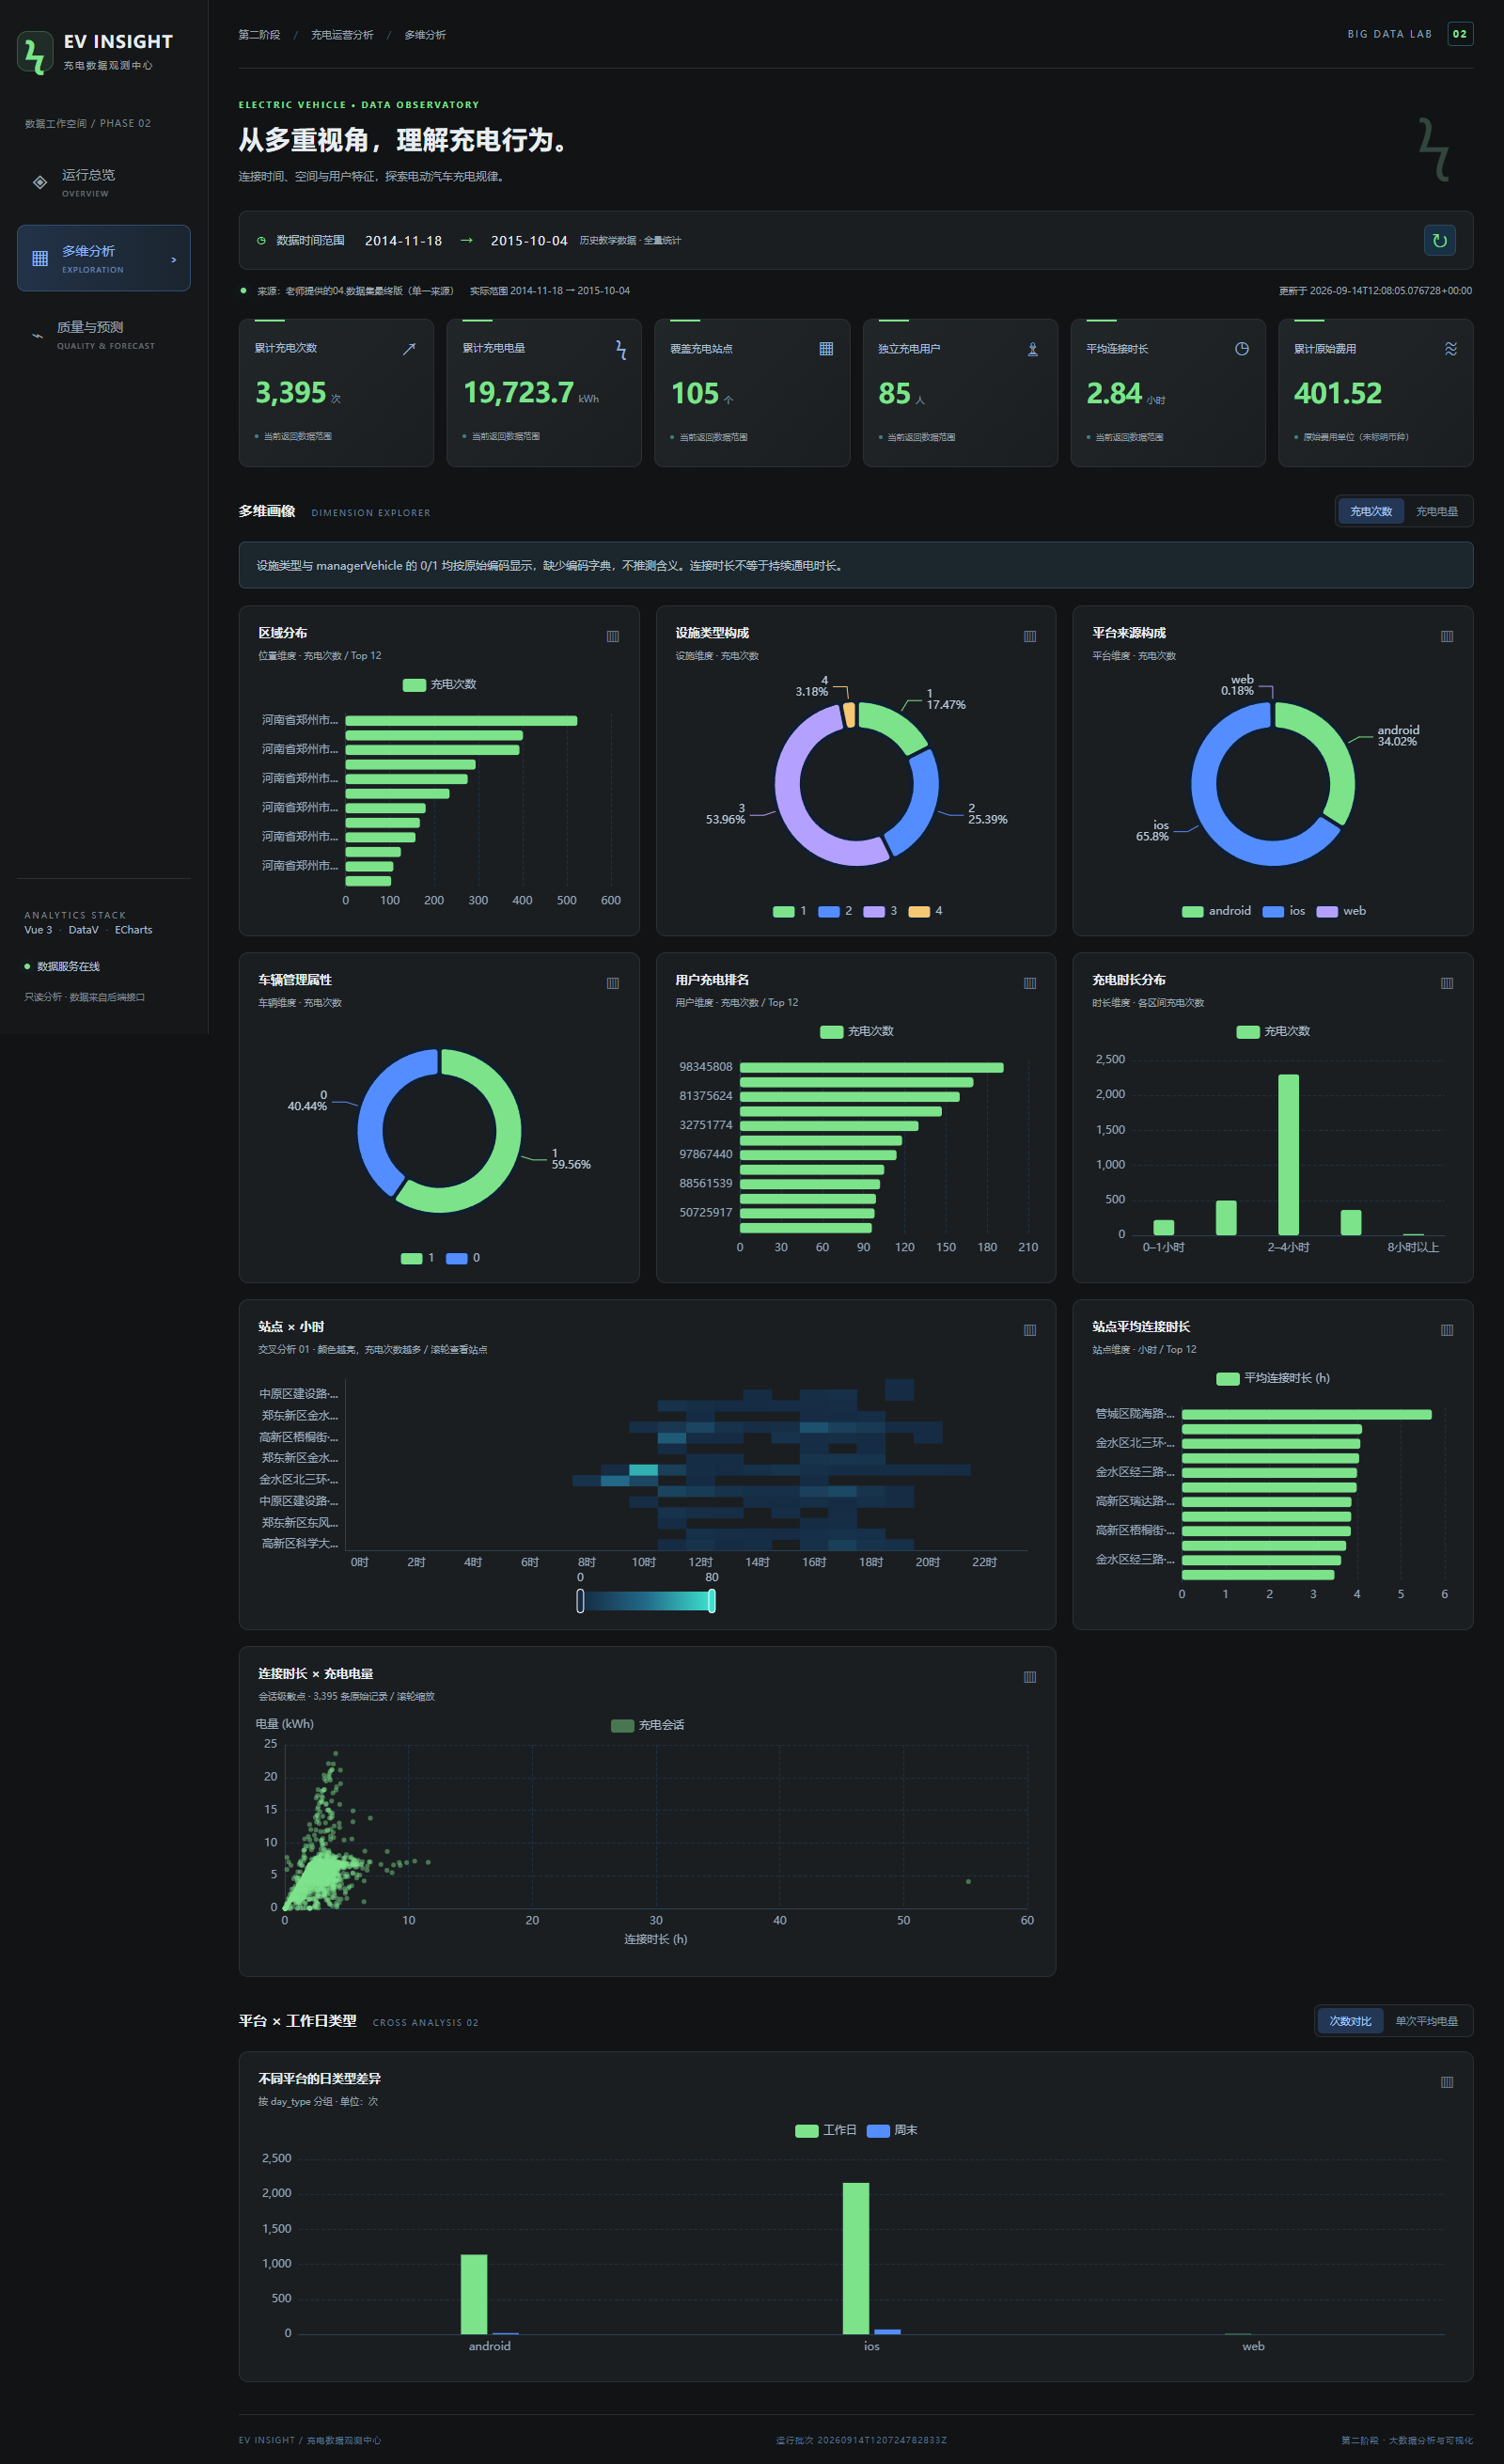 EV INSIGHT
充电数据观测中心
数据工作空间 / PHASE 02
运行总览
OVERVIEW
多维分析
EXPLORATION
›
质量与预测
QUALITY & FORECAST
ANALYTICS STACK
Vue 3 · DataV · ECharts
数据服务在线
只读分析 · 数据来自后端接口
第二阶段 / 充电运营分析 / 多维分析
BIG DATA LAB 02
ELECTRIC VEHICLE • DATA OBSERVATORY
从多重视角，理解充电行为。
连接时间、空间与用户特征，探索电动汽车充电规律。
数据时间范围 2014-11-18 → 2015-10-04 历史教学数据 · 全量统计
来源：老师提供的04.数据集最终版（单一来源） 实际范围 2014-11-18 → 2015-10-04
更新于 2026-09-14T12:08:05.076728+00:00
累计充电次数
3,395 次
当前返回数据范围
累计充电电量
19,723.7 kWh
当前返回数据范围
覆盖充电站点
105 个
当前返回数据范围
独立充电用户
85 人
当前返回数据范围
平均连接时长
2.84 小时
当前返回数据范围
累计原始费用
401.52
原始费用单位（未标明币种）
多维画像 DIMENSION EXPLORER
充电次数 充电电量
设施类型与 managerVehicle 的 0/1 均按原始编码显示，缺少编码字典，不推测含义。连接时长不等于持续通电时长。
区域分布
位置维度 · 充电次数 / Top 12
充电次数
河南省郑州市...
河南省郑州市...
河南省郑州市...
河南省郑州市...
河南省郑州市...
河南省郑州市...
0 100 200 300 400 500 600
设施类型构成
设施维度 · 充电次数
4
3.18%
1
17.47%
3
53.96%
2
25.39%
1 2 3 4
平台来源构成
平台维度 · 充电次数
web
0.18%
android
34.02%
ios
65.8%
android ios web
车辆管理属性
车辆维度 · 充电次数
0
40.44%
1
59.56%
1 0
用户充电排名
用户维度 · 充电次数 / Top 12
充电次数
98345808
81375624
32751774
97867440
88561539
50725917
0 30 60 90 120 150 180 210
充电时长分布
时长维度 · 各区间充电次数
充电次数
2,500
2,000
1,500
1,000
500
0
0–1小时 2–4小时 8小时以上
站点 × 小时
交叉分析 01 · 颜色越亮，充电次数越多 / 滚轮查看站点
中原区建设路·...
郑东新区金水...
高新区梧桐街·...
郑东新区金水...
金水区北三环·...
中原区建设路·...
郑东新区东风...
高新区科学大...
0时 2时 4时 6时 8时 10时 12时 14时 16时 18时 20时 22时
0 80
站点平均连接时长
站点维度 · 小时 / Top 12
平均连接时长 (h)
管城区陇海路·...
金水区北三环·...
金水区经三路·...
高新区瑞达路·...
高新区梧桐街·...
金水区经三路·...
0 1 2 3 4 5 6
连接时长 × 充电电量
会话级散点 · 3,395 条原始记录 / 滚轮缩放
电量 (kWh)
充电会话
25
20
15
10
5
0
0 10 20 30 40 50 60
连接时长 (h)
平台 × 工作日类型 CROSS ANALYSIS 02
次数对比 单次平均电量
不同平台的日类型差异
按 day_type 分组 · 单位：次
工作日 周末
2,500
2,000
1,500
1,000
500
0
android ios web
EV INSIGHT / 充电数据观测中心
运行批次 20260914T120724782833Z
第二阶段 · 大数据分析与可视化